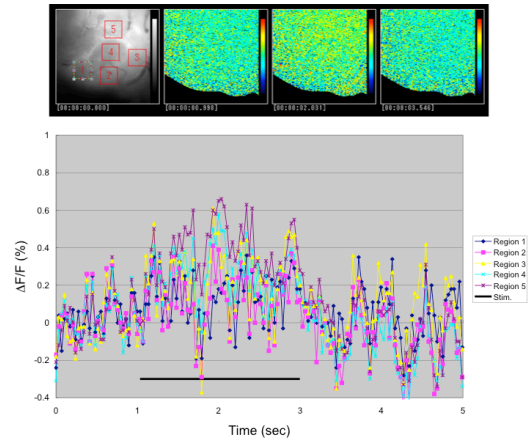 5
4
3
2
[00:00:00.000]
[00:00:00.998]
[00:00:02.031]
[00:00:03.546]
1
0.8
0.6
0.4
0.2
0
-0.2
-0.4
0 1 2 3 4 5
ΔF/F (%)
Time (sec)
Region 1
Region 2
Region 3
Region 4
Region 5
Stim.